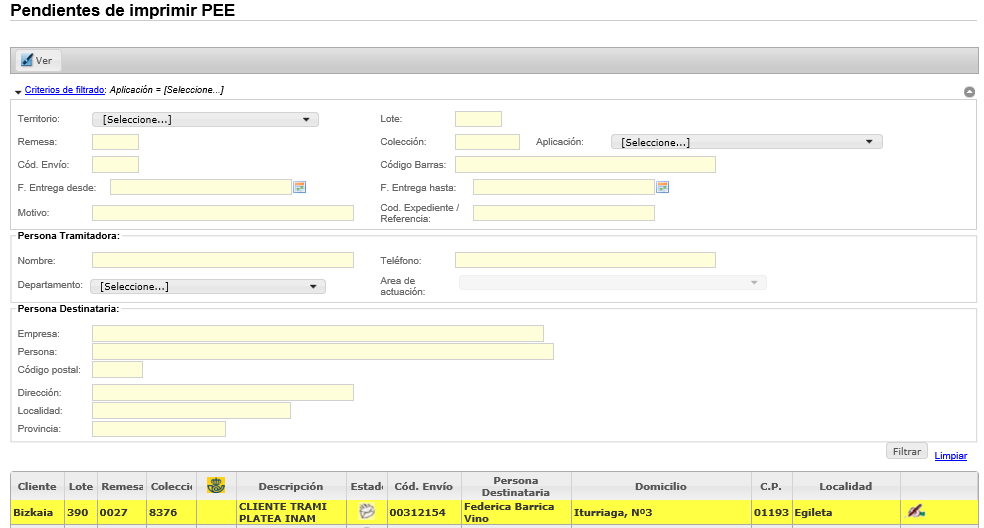 Pendientes de imprimir PEE
Ver
Criterios de filtrado: Aplicación = [Seleccione...]
Territorio: [Seleccione...] Lote:
Remesa: Colección: Aplicación: [Seleccione...]
Cód. Envío: Código Barras:
F. Entrega desde: F. Entrega hasta:
Motivo: Cod. Expediente /
Referencia:
Persona Tramitadora:
Nombre: Teléfono:
Departamento: [Seleccione...] Area de
actuación:
Persona Destinataria:
Empresa:
Persona:
Código postal:
Dirección:
Localidad:
Provincia:
Filtrar Limpiar
Cliente Lote Remesa Colecció Descripción Estado Cód. Envío Persona Destinataria Domicilio C.P. Localidad
Bizkaia 390 0027 8376 CLIENTE TRAMI PLATEA INAM 00312154 Federica Barrica Vino Iturriaga, Nº3 01193 Egileta